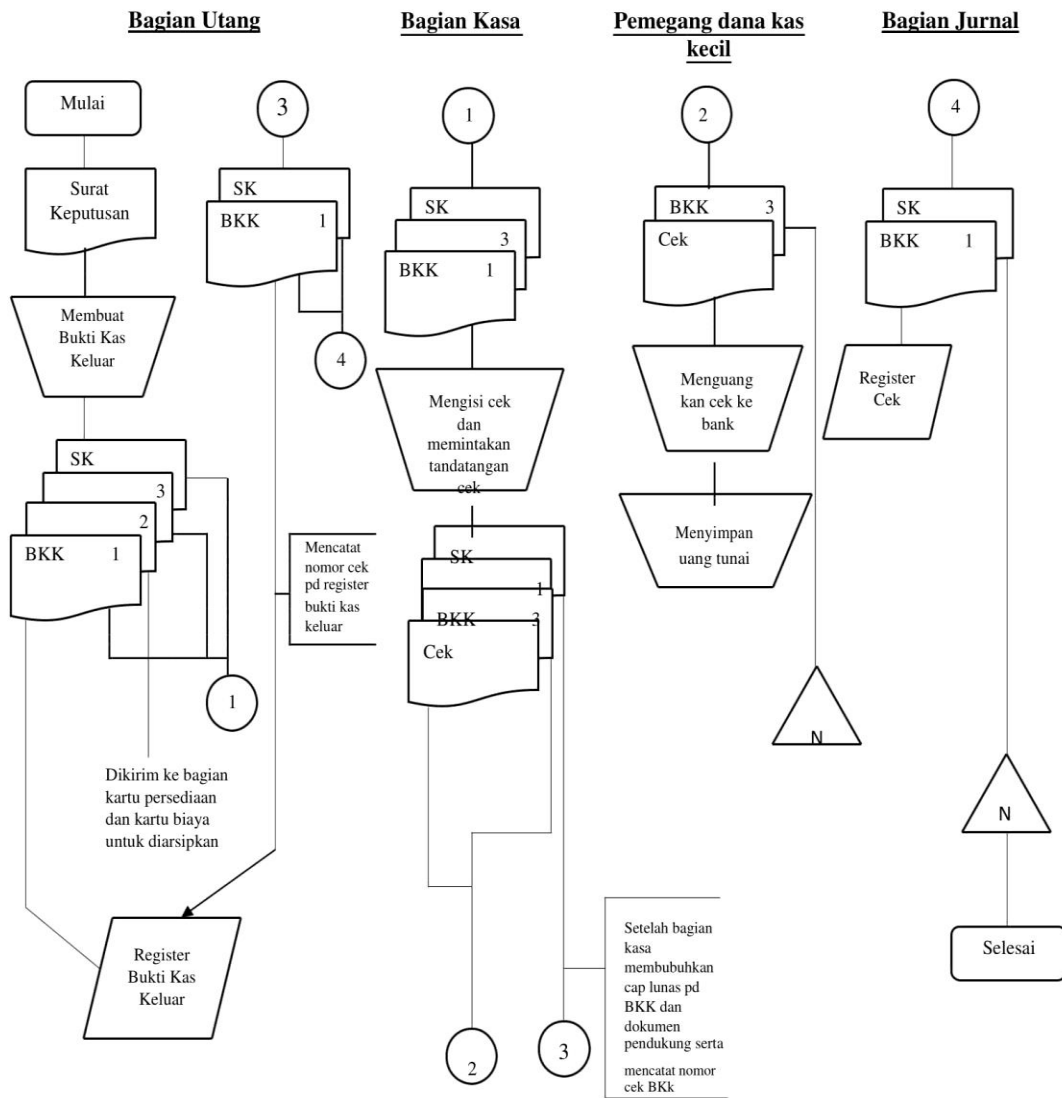 Bagian Utang
Bagian Kasa
Pemegang dana kas
kecil
Bagian Jurnal
Mulai
Surat
Keputusan
Membuat
Bukti Kas
Keluar
SK
3
2
BKK 1
1
Dikirim ke bagian
kartu persediaan
dan kartu biaya
untuk diarsipkan
Register
Bukti Kas
Keluar
3
SK
BKK 1
4
Mencatat
nomor cek
pd register
bukti kas
keluar
1
SK
3
BKK 1
Mengisi cek
dan
memintakan
tandatangan
cek
SK
1
BKK 3
Cek
2
3
Setelah bagian
kasa
membubuhkan
cap lunas pd
BKK dan
dokumen
pendukung serta
mencatat nomor
cek BKk
2
BKK 3
Cek
Menguang
kan cek ke
bank
Menyimpan
uang tunai
N
4
SK
BKK 1
Register
Cek
N
Selesai